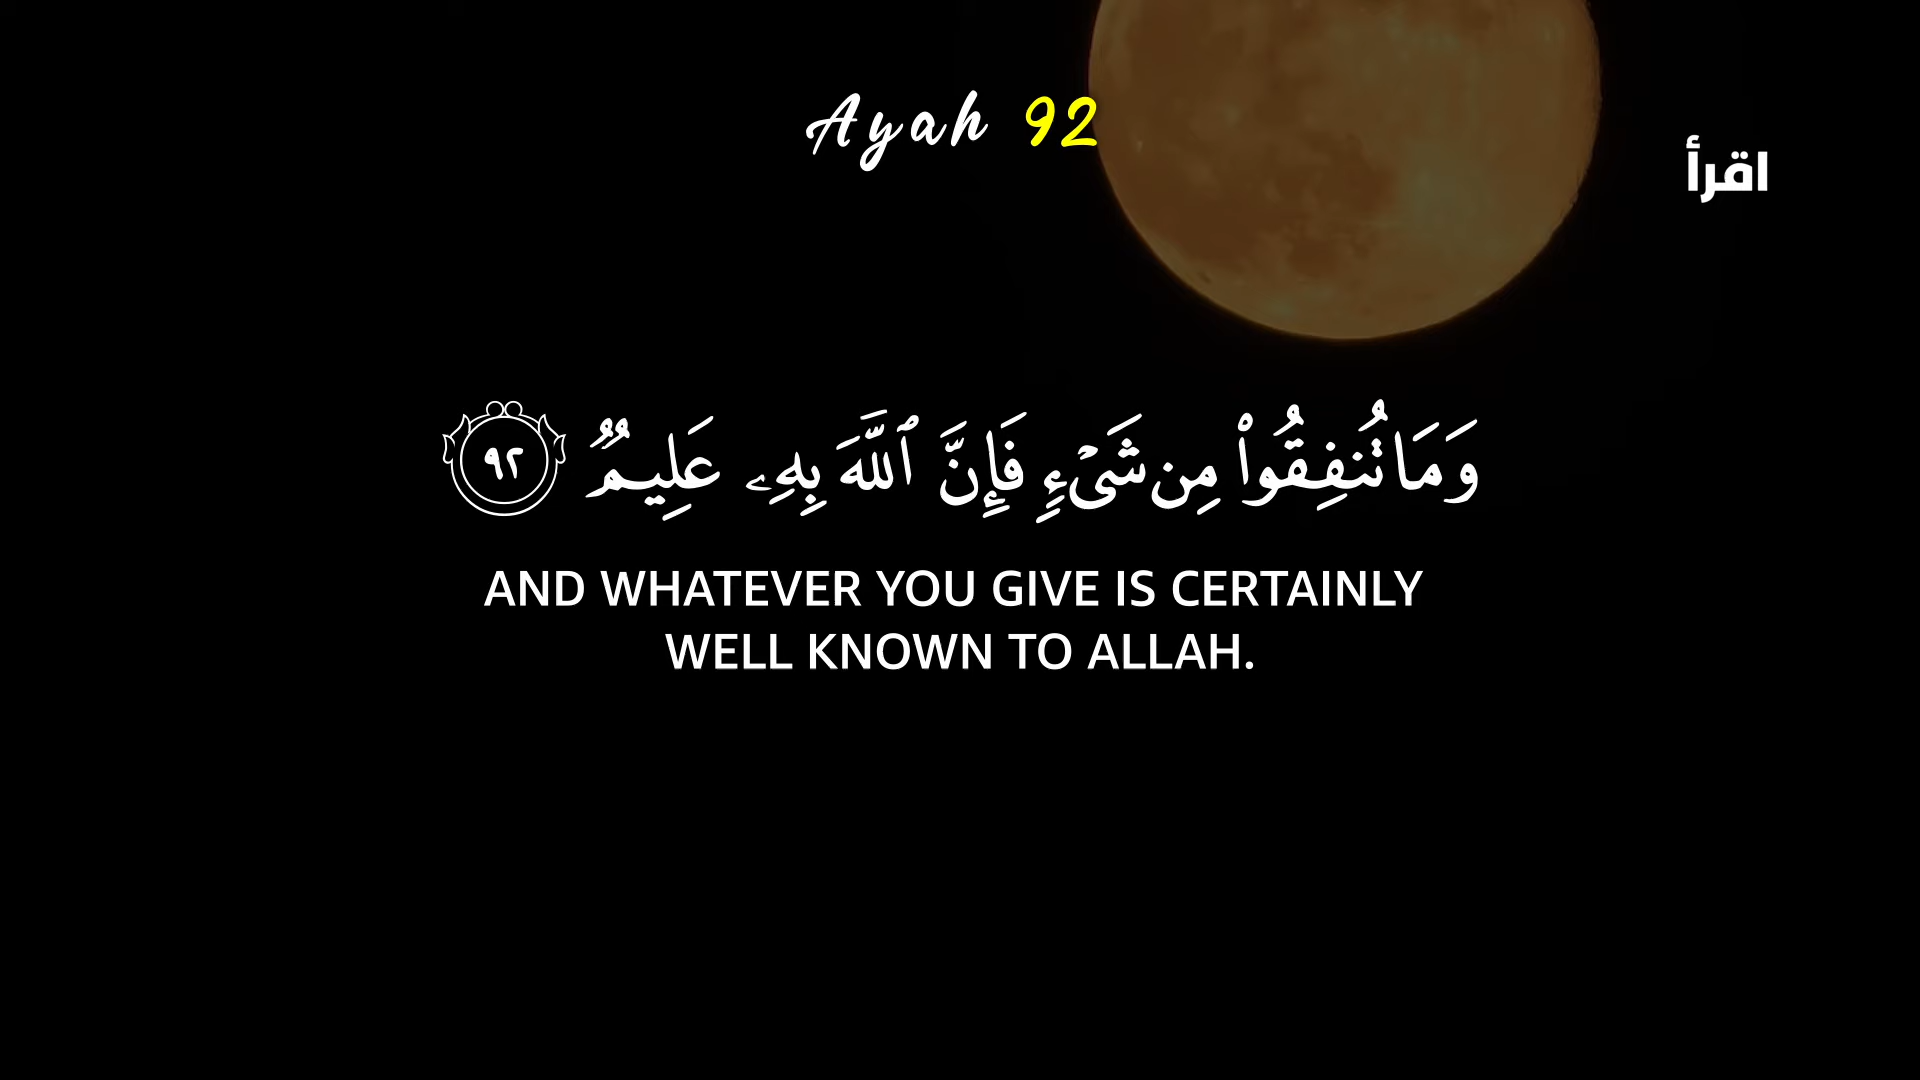 Ayah 92
اقرأ
وَمَا تُنفِقُوا۟ مِن شَىْءٍ فَإِنَّ ٱللَّهَ بِهِۦ عَلِيمٌ ٩٢
AND WHATEVER YOU GIVE IS CERTAINLY
WELL KNOWN TO ALLAH.